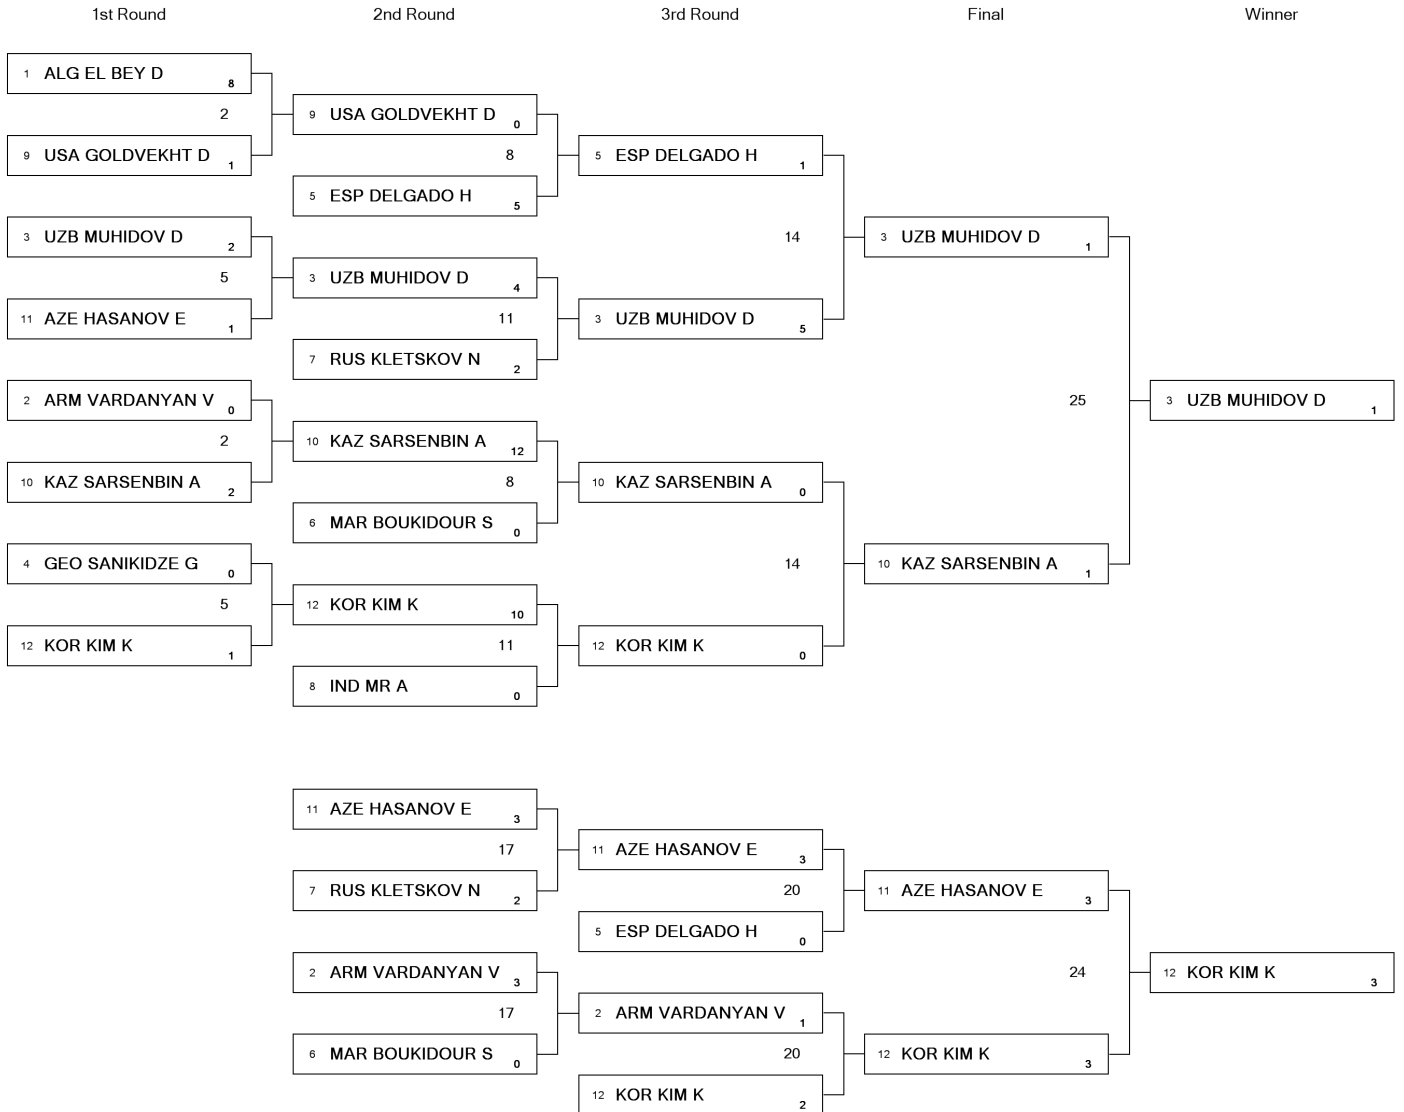 1st Round 2nd Round 3rd Round Final Winner
1 ALG EL BEY D 8
2 9 USA GOLDVEKHT D 0
9 USA GOLDVEKHT D 1 8 5 ESP DELGADO H 1
5 ESP DELGADO H 5
3 UZB MUHIDOV D 2 14 3 UZB MUHIDOV D 1
5 3 UZB MUHIDOV D 4
11 AZE HASANOV E 1 11 3 UZB MUHIDOV D 5
7 RUS KLETSKOV N 2
2 ARM VARDANYAN V 0 25 3 UZB MUHIDOV D 1
2 10 KAZ SARSENBIN A 12
10 KAZ SARSENBIN A 2 8 10 KAZ SARSENBIN A 0
6 MAR BOUKIDOUR S 0
4 GEO SANIKIDZE G 0 14 10 KAZ SARSENBIN A 1
5 12 KOR KIM K 10
12 KOR KIM K 1 11 12 KOR KIM K 0
8 IND MR A 0
11 AZE HASANOV E 3
17 11 AZE HASANOV E 3
7 RUS KLETSKOV N 2 20 11 AZE HASANOV E 3
5 ESP DELGADO H 0
2 ARM VARDANYAN V 3 24 12 KOR KIM K 3
17 2 ARM VARDANYAN V 1
6 MAR BOUKIDOUR S 0 20 12 KOR KIM K 3
12 KOR KIM K 2